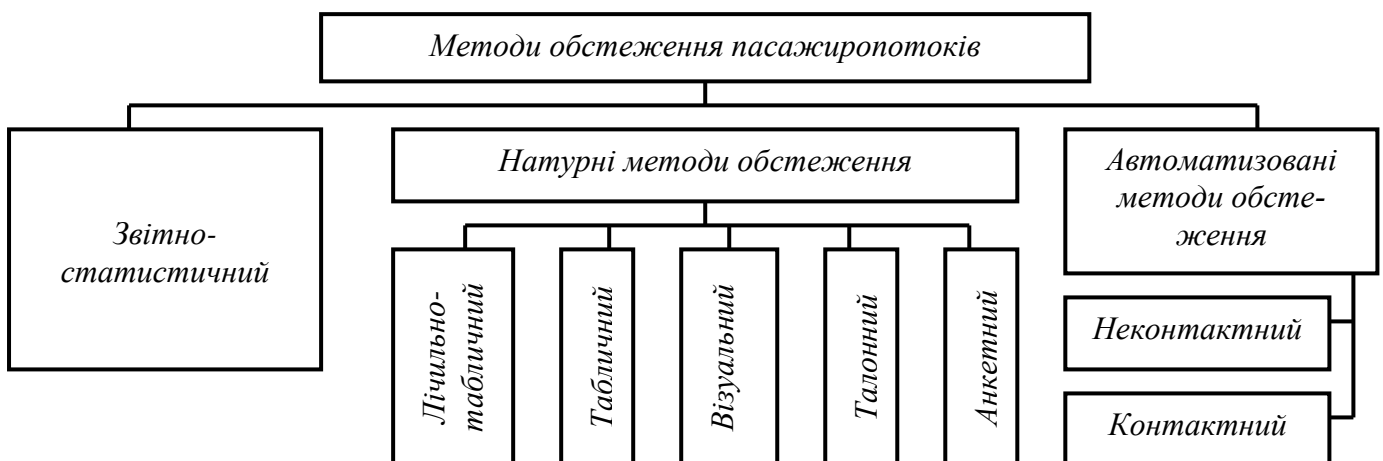 Методи обстеження пасажиропотоків
Звітно-
статистичний
Натурні методи обстеження
Автоматизовані
методи обсте-
ження
Лічильно-
табличний
Табличний
Візуальний
Талонний
Анкетний
Неконтактний
Контактний